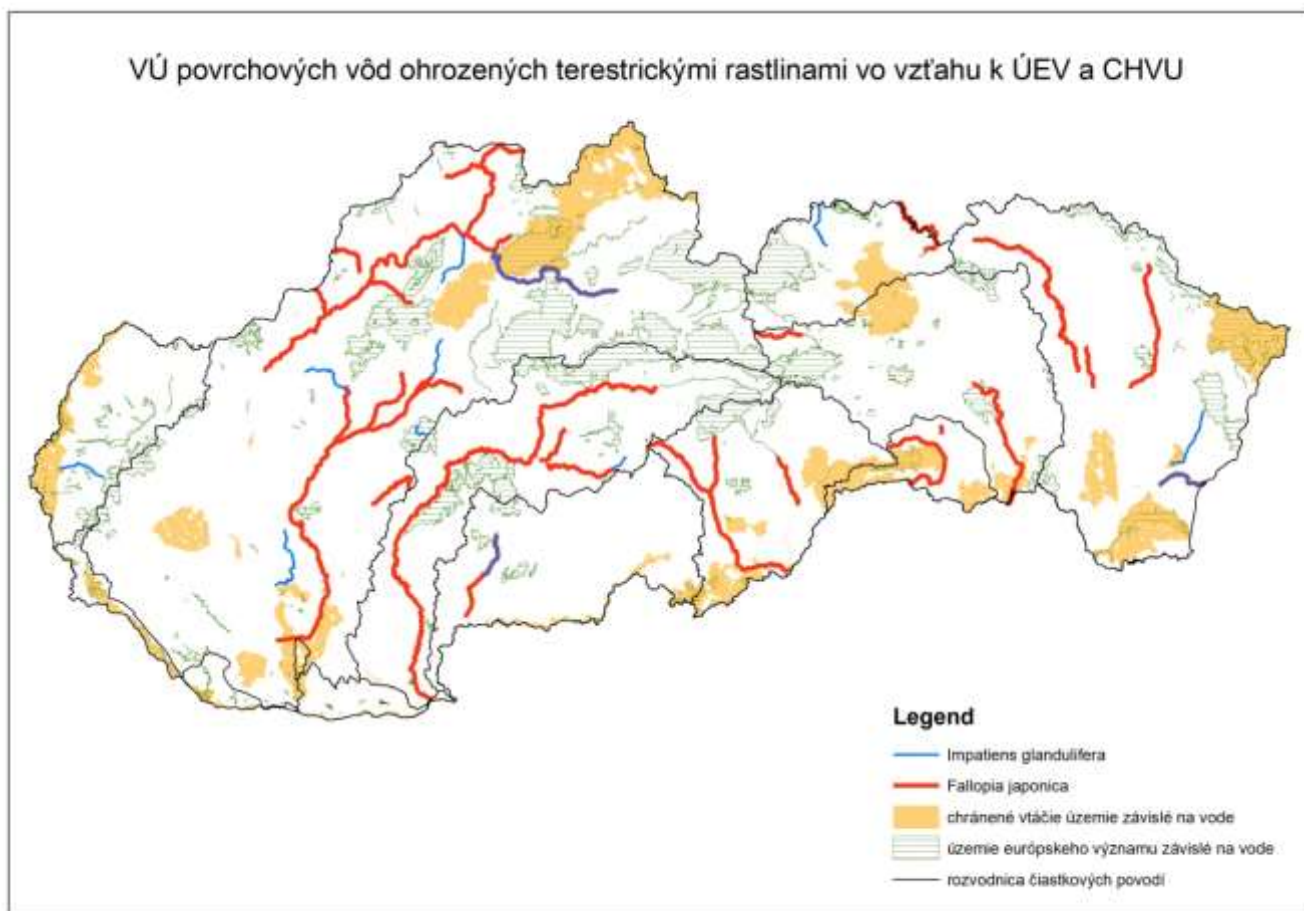 VÚ povrchových vôd ohrozených terestrickými rastlinami vo vzťahu k ÚEV a CHVU
Legend
Impatiens glandulifera
Fallopia japonica
chránené vtáčie územie závislé na vode
územie európskeho významu závislé na vode
rozvodnica čiastkových povodí